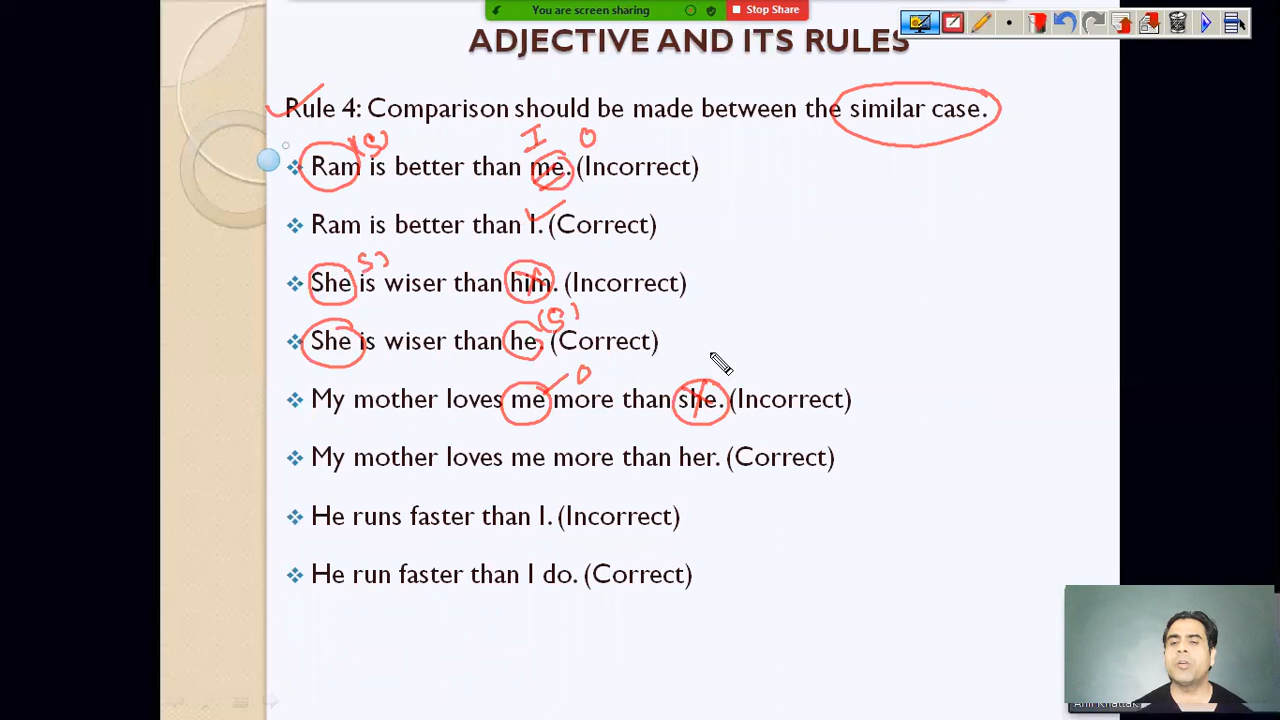 You are screen sharing
Stop Share
ADJECTIVE AND ITS RULES
Rule 4: Comparison should be made between the similar case.
(S) I O
Ram is better than me. (Incorrect)
Ram is better than I. (Correct)
S)
She is wiser than him. (Incorrect)
(S)
She is wiser than he. (Correct)
O
My mother loves me more than she. (Incorrect)
My mother loves me more than her. (Correct)
He runs faster than I. (Incorrect)
He run faster than I do. (Correct)